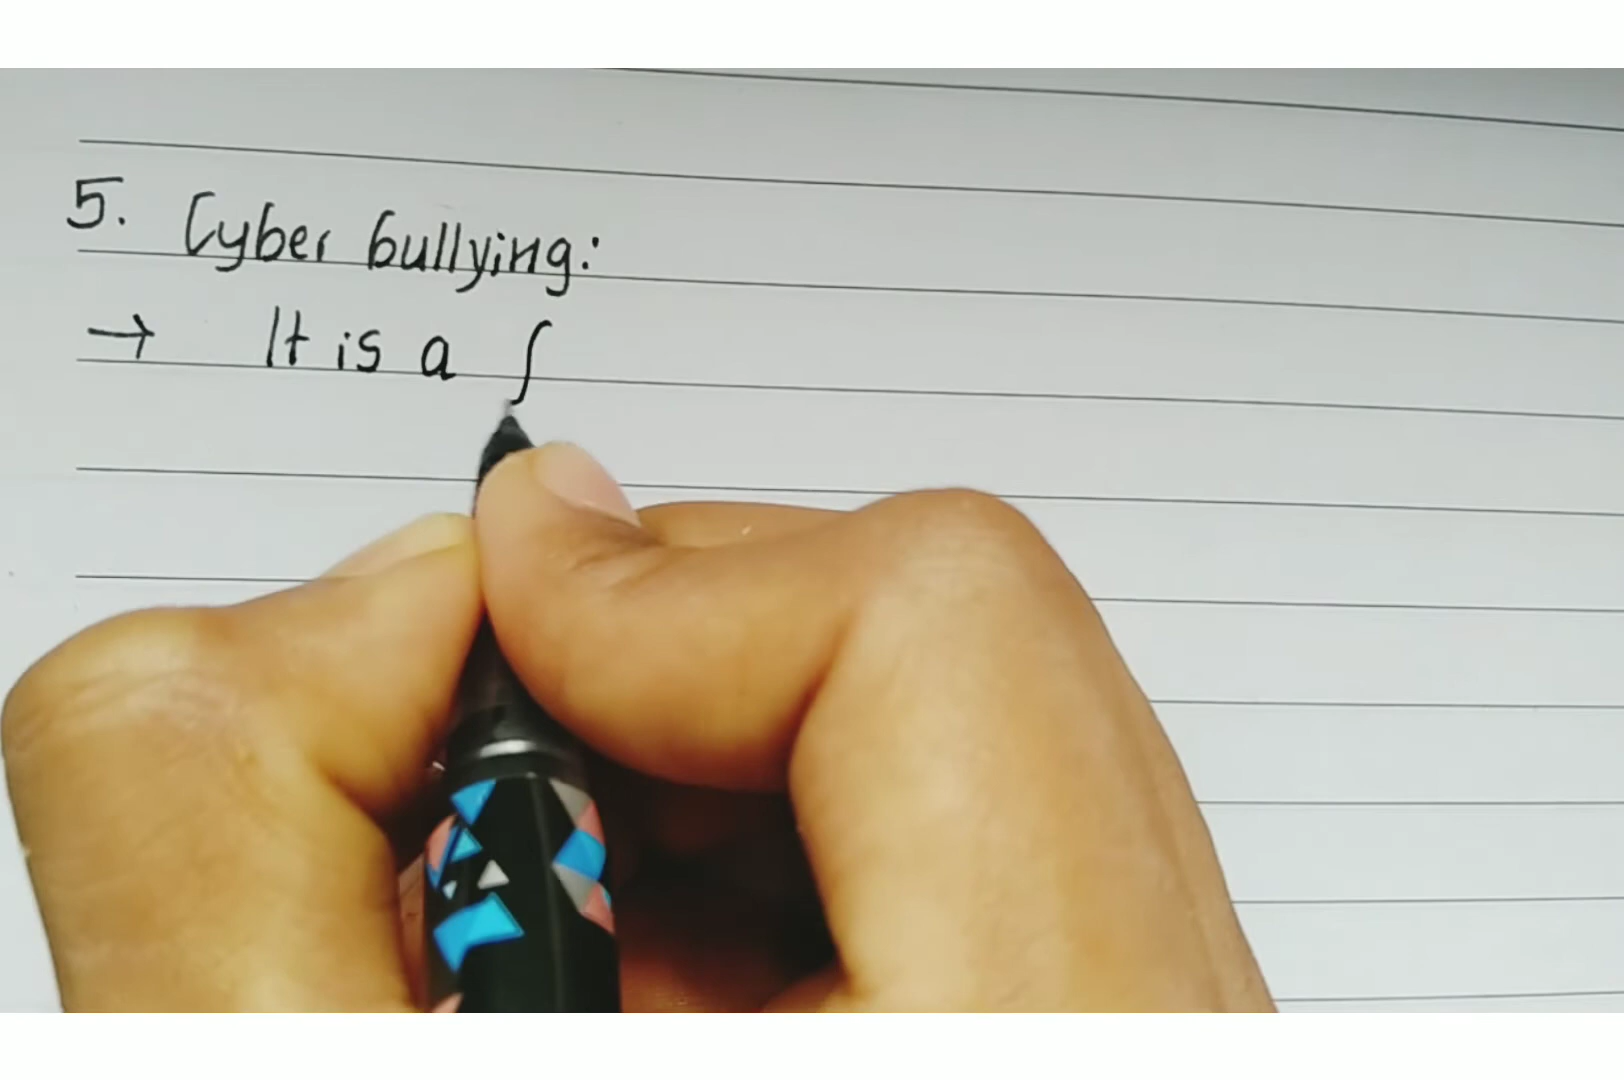 5. Cyber bullying:
→ It is a